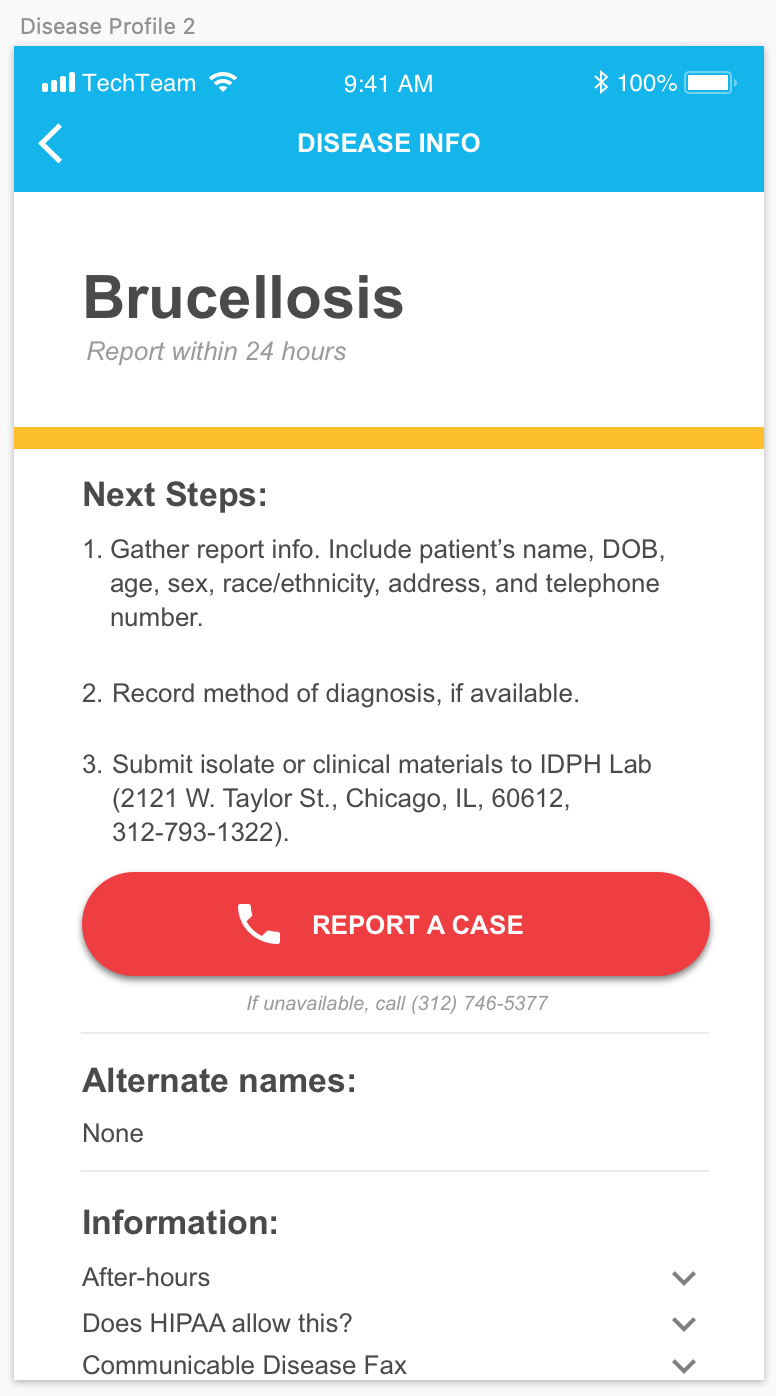 Disease Profile 2
TechTeam 9:41 AM 100%
DISEASE INFO
Brucellosis
Report within 24 hours
Next Steps:
1. Gather report info. Include patient’s name, DOB,
age, sex, race/ethnicity, address, and telephone
number.
2. Record method of diagnosis, if available.
3. Submit isolate or clinical materials to IDPH Lab
(2121 W. Taylor St., Chicago, IL, 60612,
312-793-1322).
REPORT A CASE
If unavailable, call (312) 746-5377
Alternate names:
None
Information:
After-hours
Does HIPAA allow this?
Communicable Disease Fax